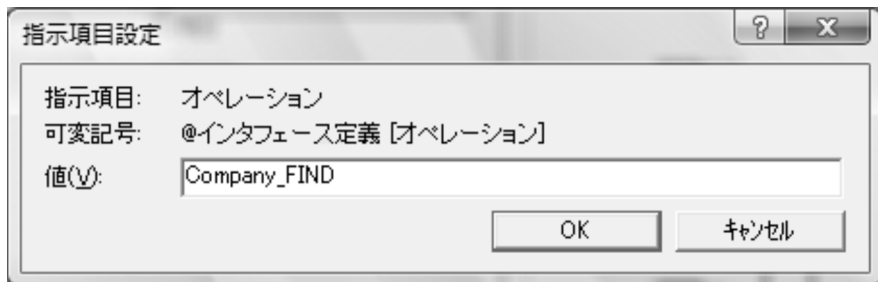 指示項目設定
指示項目: オペレーション
可変記号: @インタフェース定義 [オペレーション]
値(V): Company_FIND
OK キャンセル